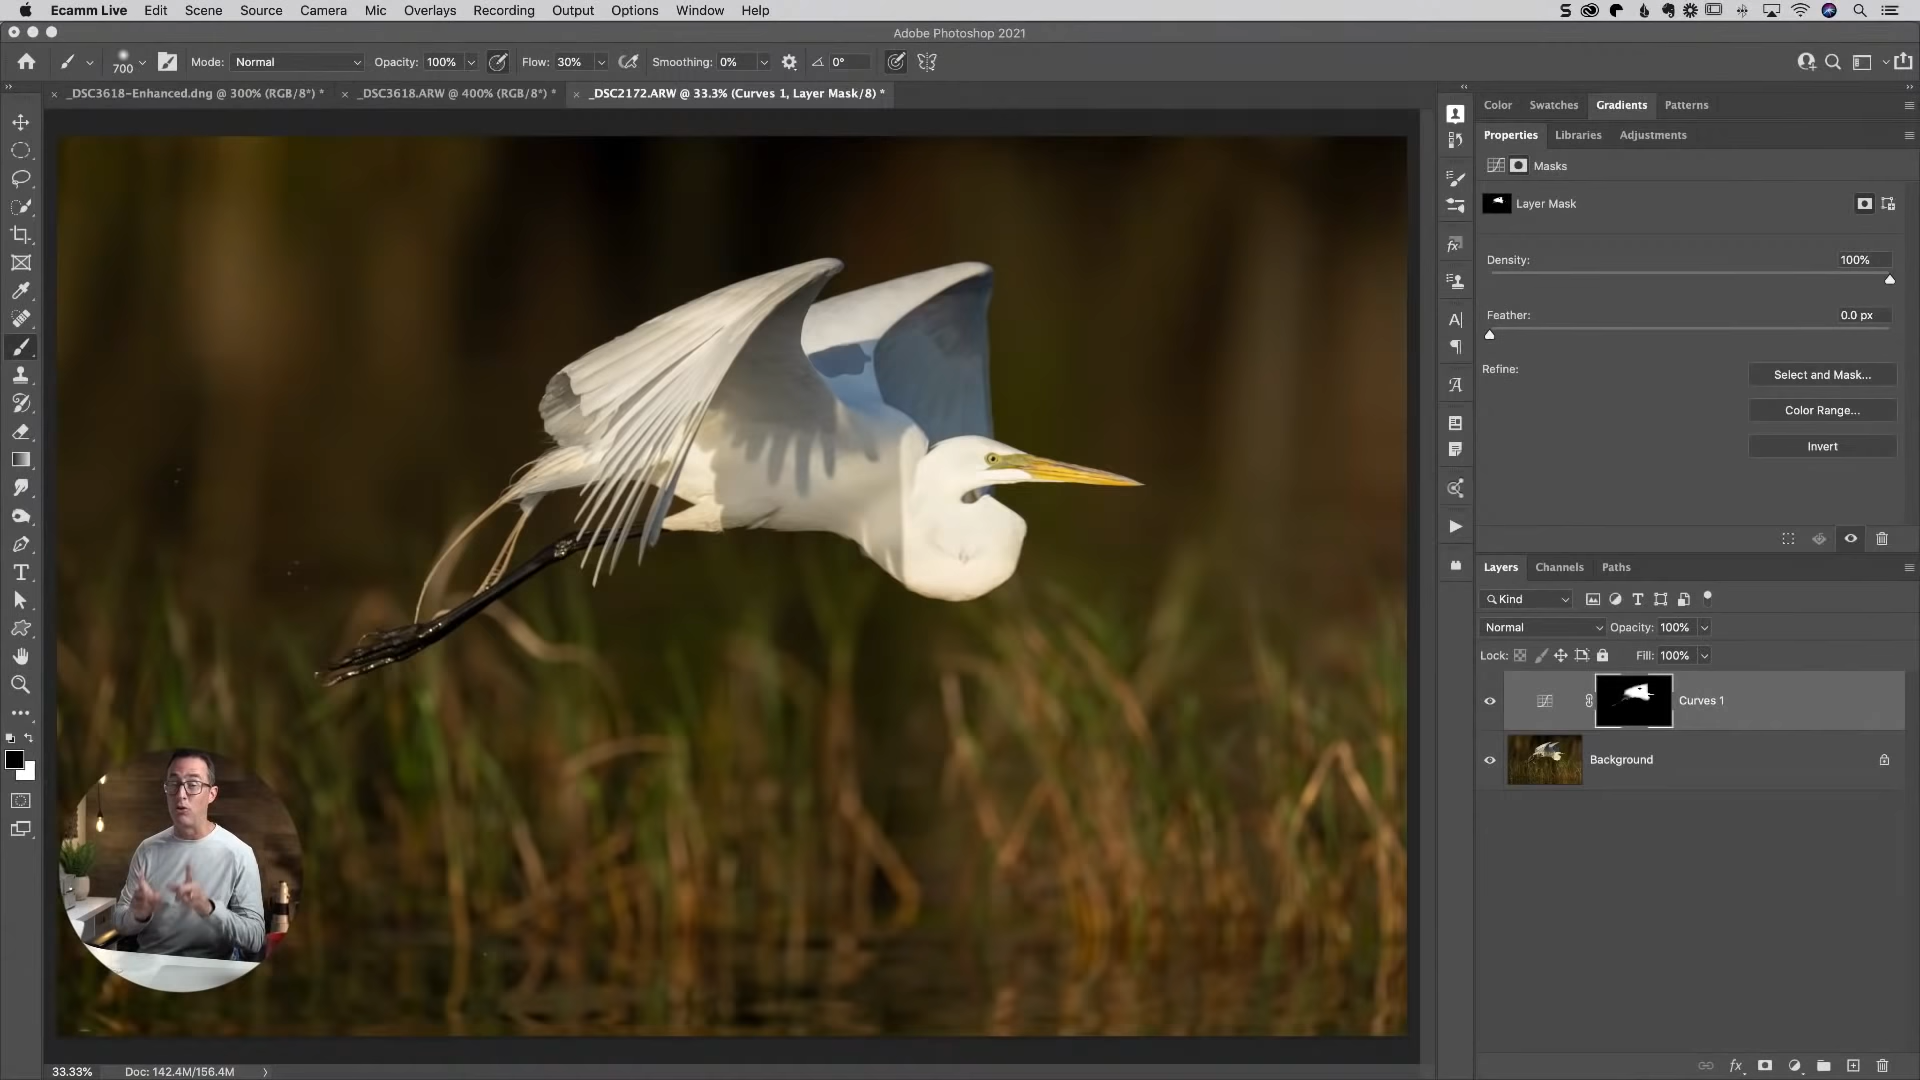 Ecamm Live Edit Scene Source Camera Mic Overlays Recording Output Options Window Help
Adobe Photoshop 2021
700 Mode: Normal Opacity: 100% Flow: 30% Smoothing: 0% 0°
_DSC3618-Enhanced.dng @ 300% (RGB/8*) * _DSC3618.ARW @ 400% (RGB/8*) * _DSC2172.ARW @ 33.3% (Curves 1, Layer Mask/8) *
Color Swatches Gradients Patterns
Properties Libraries Adjustments
Masks
Layer Mask
Density: 100%
Feather: 0.0 px
Refine: Select and Mask...
Color Range...
Invert
Layers Channels Paths
Kind
Normal Opacity: 100%
Lock: Fill: 100%
Curves 1
Background
33.33% Doc: 142.4M/156.4M